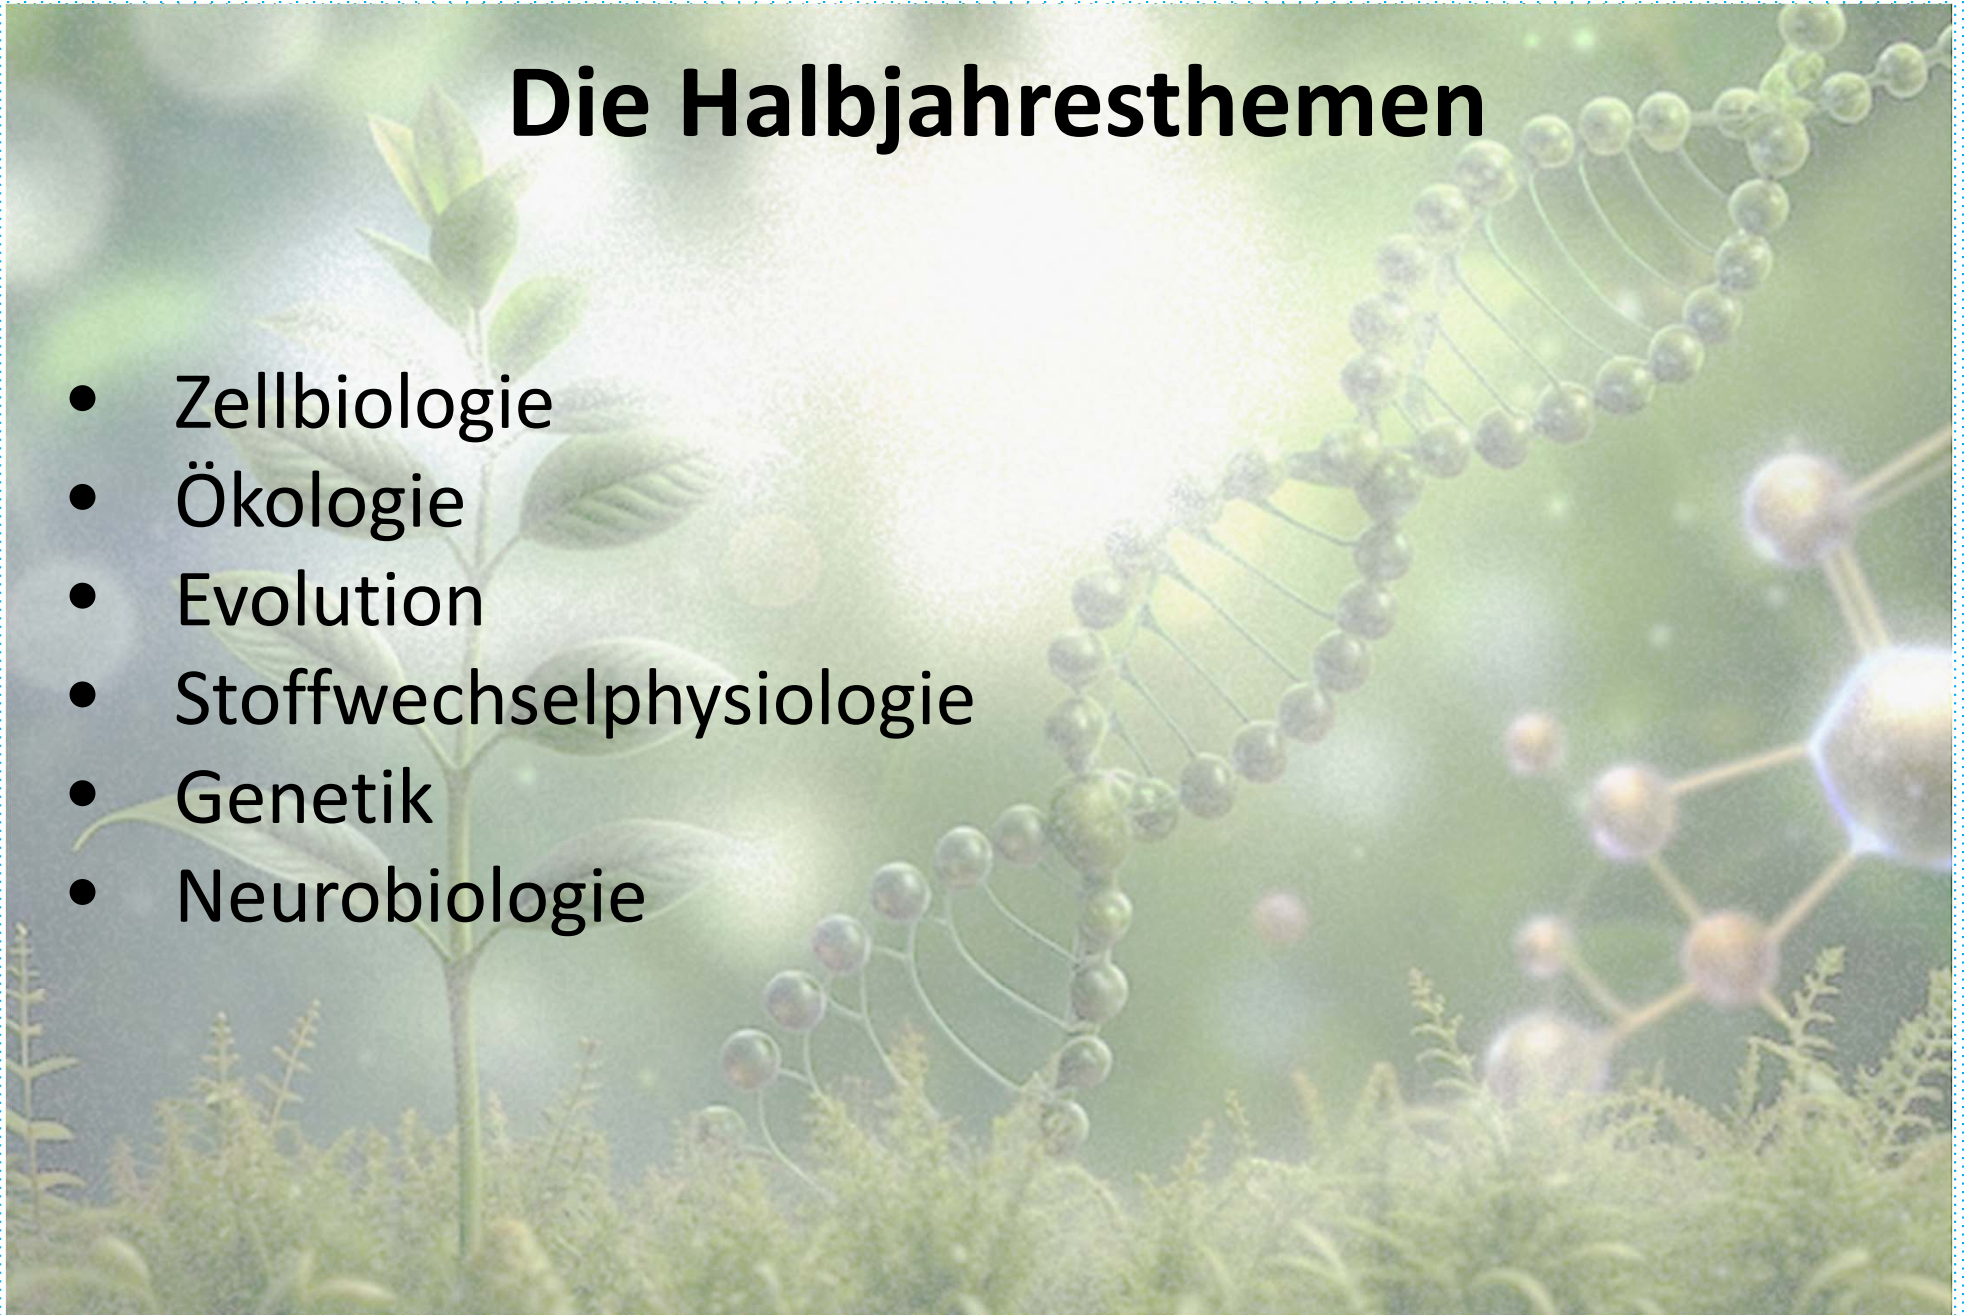 Die Halbjahresthemen
• Zellbiologie
• Ökologie
• Evolution
• Stoffwechselphysiologie
• Genetik
• Neurobiologie